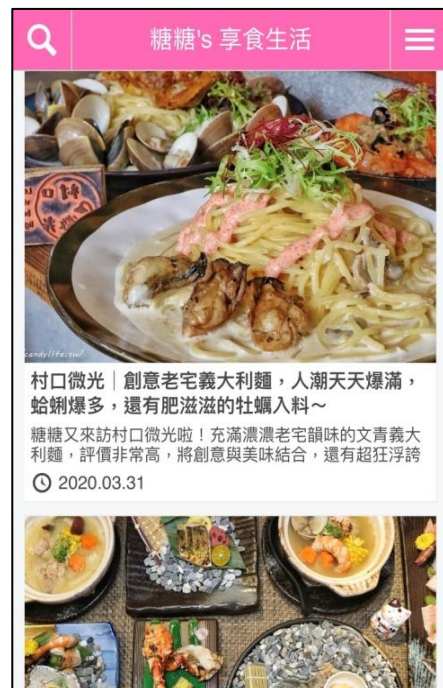 糖糖's 享食生活
candylife.tw/
村口微光｜創意老宅義大利麵，人潮天天爆滿，
蛤蜊爆多，還有肥滋滋的牡蠣入料～
糖糖又來訪村口微光啦！充滿濃濃老宅韻味的文青義大
利麵，評價非常高，將創意與美味結合，還有超狂浮誇
2020.03.31